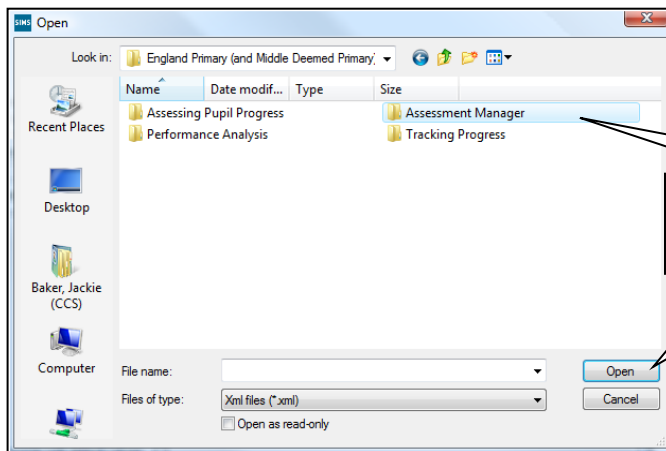 SIMS Open
Look in: England Primary (and Middle Deemed Primary)
Name Date modif... Type Size
Assessing Pupil Progress Assessment Manager
Performance Analysis Tracking Progress
Recent Places
Desktop
Baker, Jackie
(CCS)
Computer
File name: Open
Files of type: Xml files (*.xml) Cancel
Open as read-only